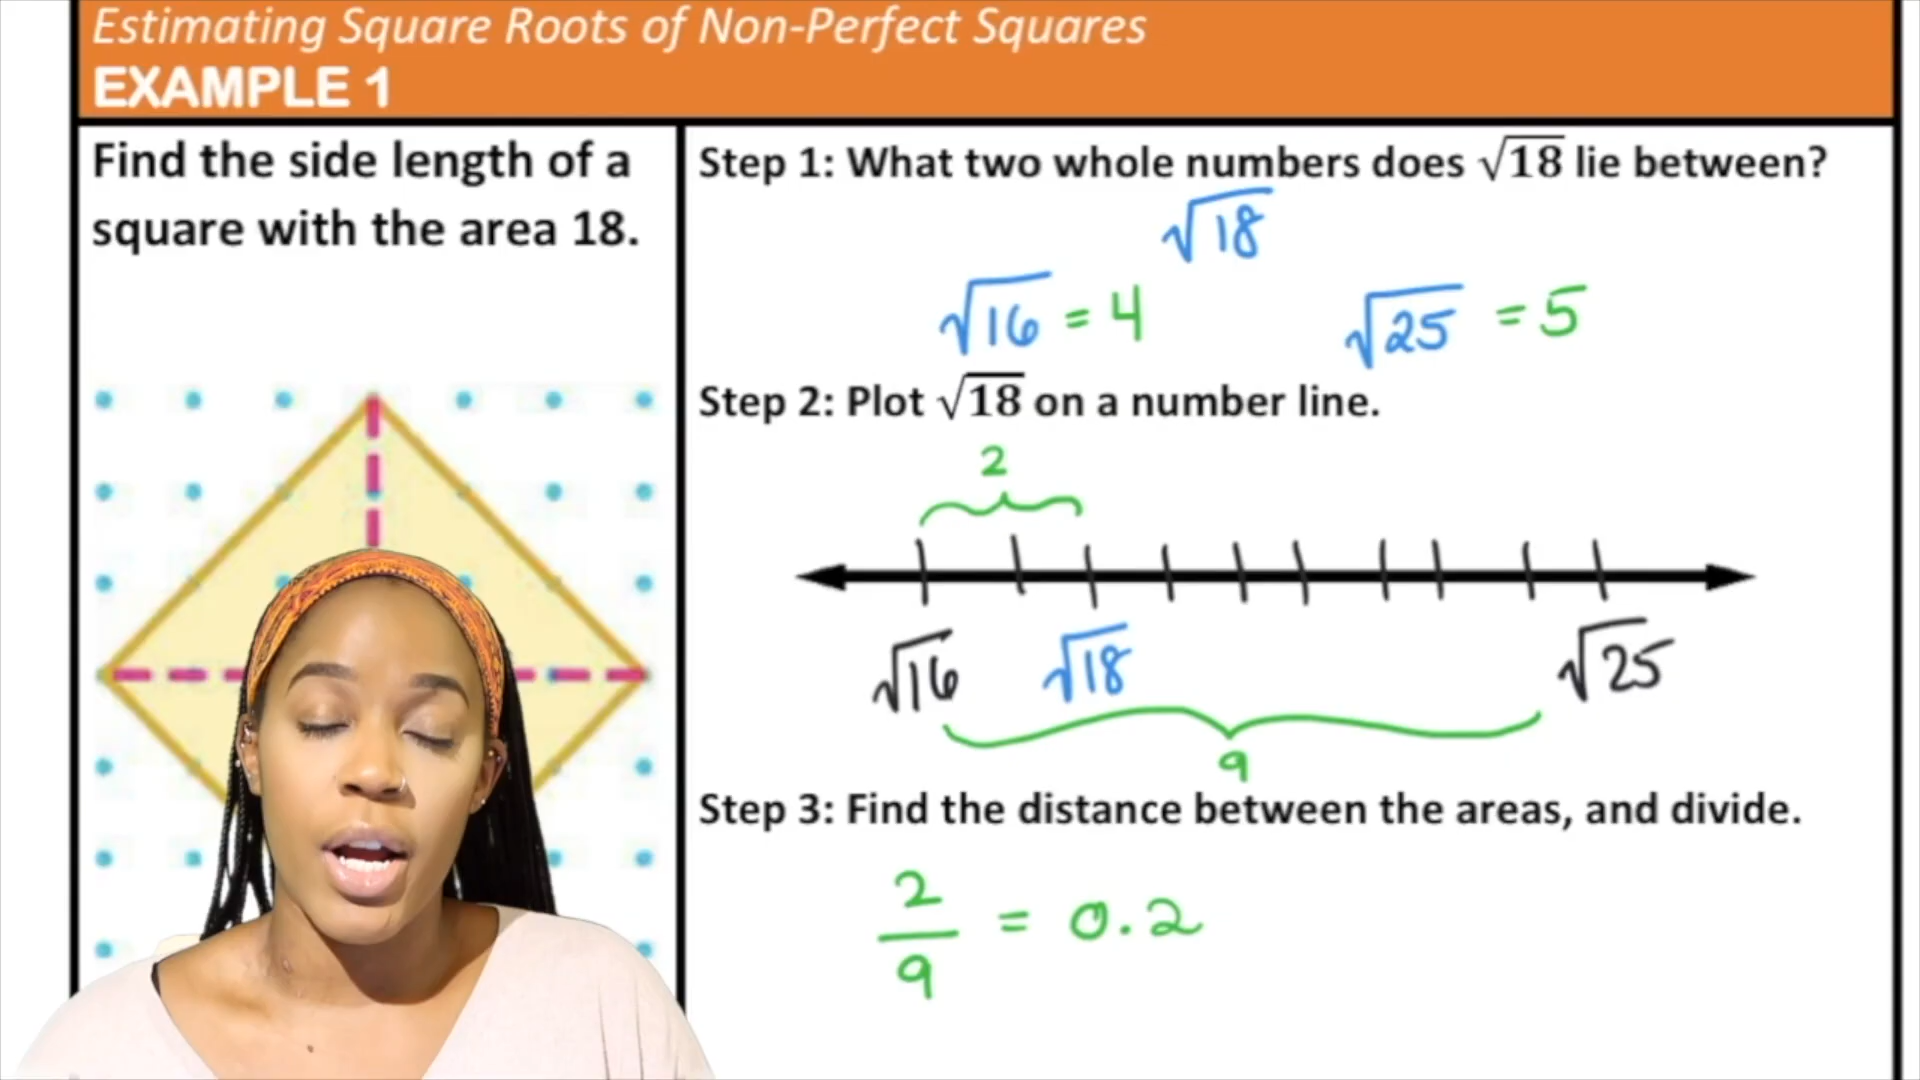 Estimating Square Roots of Non-Perfect Squares
EXAMPLE 1
Find the side length of a
square with the area 18.
Step 1: What two whole numbers does √18 lie between?
√18
√16 = 4
√25 = 5
Step 2: Plot √18 on a number line.
2
√16 √18 √25
9
Step 3: Find the distance between the areas, and divide.
2/9 = 0.2